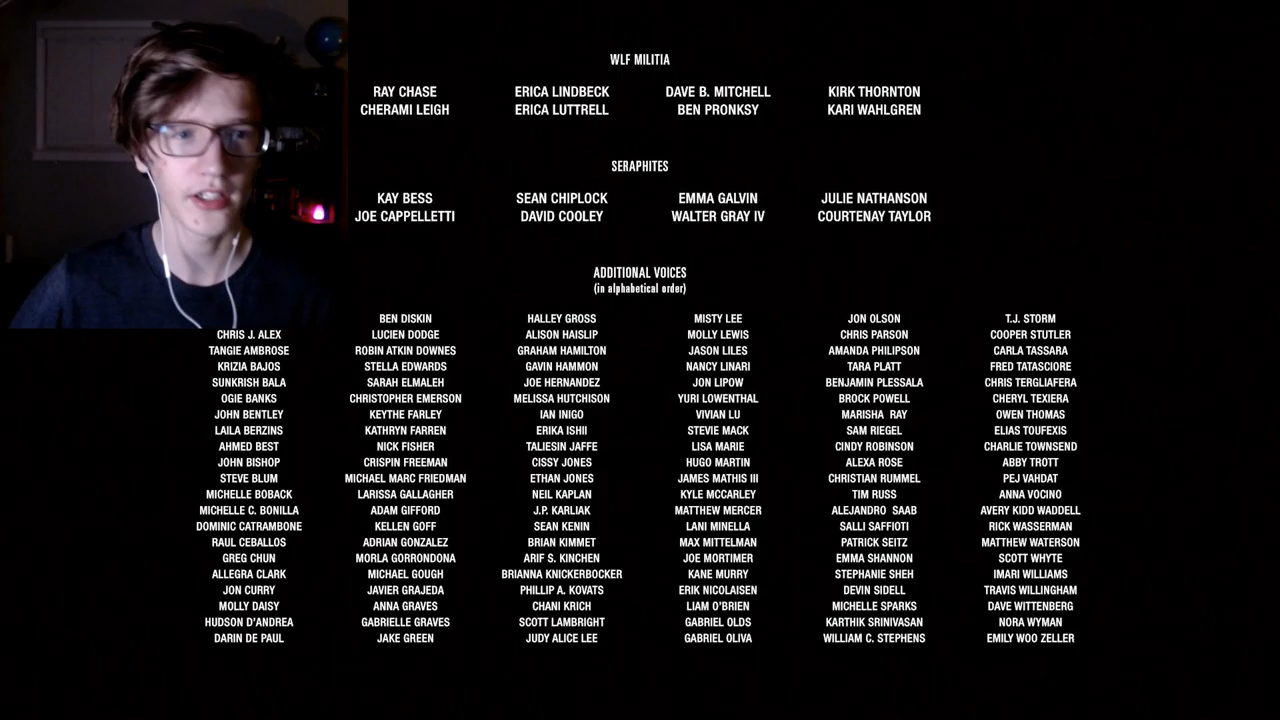 WLF MILITIA
RAY CHASE ERICA LINDBECK DAVE B. MITCHELL KIRK THORNTON
CHERAMI LEIGH ERICA LUTTRELL BEN PRONKSY KARI WAHLGREN
SERAPHITES
KAY BESS SEAN CHIPLOCK EMMA GALVIN JULIE NATHANSON
JOE CAPPELLETTI DAVID COOLEY WALTER GRAY IV COURTENAY TAYLOR
ADDITIONAL VOICES
(in alphabetical order)
BEN DISKIN HALLEY GROSS MISTY LEE JON OLSON T.J. STORM
CHRIS J. ALEX LUCIEN DODGE ALISON HAISLIP MOLLY LEWIS CHRIS PARSON COOPER STUTLER
TANGIE AMBROSE ROBIN ATKIN DOWNES GRAHAM HAMILTON JASON LILES AMANDA PHILIPSON CARLA TASSARA
KRIZIA BAJOS STELLA EDWARDS GAVIN HAMMON NANCY LINARI TARA PLATT FRED TATASCIORE
SUNKRISH BALA SARAH ELMALEH JOE HERNANDEZ JON LIPOW BENJAMIN PLESSALA CHRIS TERGLIAFERA
OGIE BANKS CHRISTOPHER EMERSON MELISSA HUTCHISON YURI LOWENTHAL BROCK POWELL CHERYL TEXIERA
JOHN BENTLEY KEYTHE FARLEY IAN INIGO VIVIAN LU MARISHA RAY OWEN THOMAS
LAILA BERZINS KATHRYN FARREN ERIKA ISHII STEVIE MACK SAM RIEGEL ELIAS TOUFEXIS
AHMED BEST NICK FISHER TALIESIN JAFFE LISA MARIE CINDY ROBINSON CHARLIE TOWNSEND
JOHN BISHOP CRISPIN FREEMAN CISSY JONES HUGO MARTIN ALEXA ROSE ABBY TROTT
STEVE BLUM MICHAEL MARC FRIEDMAN ETHAN JONES JAMES MATHIS III CHRISTIAN RUMMEL PEJ VAHDAT
MICHELLE BOBACK LARISSA GALLAGHER NEIL KAPLAN KYLE MCCARLEY TIM RUSS ANNA VOCINO
MICHELLE C. BONILLA ADAM GIFFORD J.P. KARLIAK MATTHEW MERCER ALEJANDRO SAAB AVERY KIDD WADDELL
DOMINIC CATRAMBONE KELLEN GOFF SEAN KENIN LANI MINELLA SALLI SAFFIOTI RICK WASSERMAN
RAUL CEBALLOS ADRIAN GONZALEZ BRIAN KIMMET MAX MITTELMAN PATRICK SEITZ MATTHEW WATERSON
GREG CHUN MORLA GORRONDONA ARIF S. KINCHEN JOE MORTIMER EMMA SHANNON SCOTT WHYTE
ALLEGRA CLARK MICHAEL GOUGH BRIANNA KNICKERBOCKER KANE MURRY STEPHANIE SHEH IMARI WILLIAMS
JON CURRY JAVIER GRAJEDA PHILLIP A. KOVATS ERIK NICOLAISEN DEVIN SIDELL TRAVIS WILLINGHAM
MOLLY DAISY ANNA GRAVES CHANI KRICH LIAM O'BRIEN MICHELLE SPARKS DAVE WITTENBERG
HUDSON D'ANDREA GABRIELLE GRAVES SCOTT LAMBRIGHT GABRIEL OLDS KARTHIK SRINIVASAN NORA WYMAN
DARIN DE PAUL JAKE GREEN JUDY ALICE LEE GABRIEL OLIVA WILLIAM C. STEPHENS EMILY WOO ZELLER